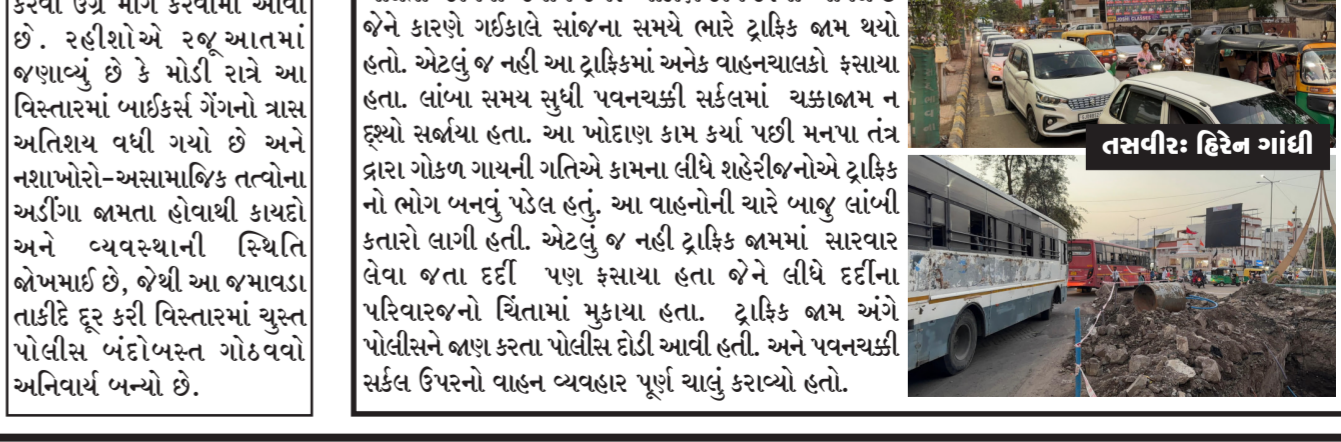 કરવા ઉગ્ર માંગ કરવામાં આવી
છે. રહીશોએ રજૂઆતમાં
જણાવ્યું છે કે મોડી રાત્રે આ
વિસ્તારમાં બાઈકર્સ ગેંગનો ત્રાસ
અતિશય વધી ગયો છે અને
નશાખોરો-અસામાજિક તત્વોના
અડીંગા જામતા હોવાથી કાયદો
અને વ્યવસ્થાની સ્થિતિ
જોખમાઈ છે, જેથી આ જમાવડા
તાકીદે દૂર કરી વિસ્તારમાં ચુસ્ત
પોલીસ બંદોબસ્ત ગોઠવવો
અનિવાર્ય બન્યો છે.
જેને કારણે ગઈકાલે સાંજના સમયે ભારે ટ્રાફિક જામ થયો
હતો. એટલું જ નહી આ ટ્રાફિકમાં અનેક વાહનચાલકો ફસાયા
હતા. લાંબા સમય સુધી પવનચક્કી સર્કલમાં ચક્કાજામ ન
દૃશ્યો સર્જાયા હતા. આ ખોદાણ કામ કર્યા પછી મનપા તંત્ર
દ્વારા ગોકળ ગાયની ગતિએ કામના લીધે શહેરીજનોએ ટ્રાફિક
નો ભોગ બનવું પડેલ હતું. આ વાહનોની ચારે બાજુ લાંબી
કતારો લાગી હતી. એટલું જ નહી ટ્રાફિક જામમાં સારવાર
લેવા જતા દર્દી પણ ફસાયા હતા જેને લીધે દર્દીના
પરિવારજનો ચિંતામાં મુકાયા હતા. ટ્રાફિક જામ અંગે
પોલીસને જાણ કરતા પોલીસ દોડી આવી હતી. અને પવનચક્કી
સર્કલ ઉપરનો વાહન વ્યવહાર પૂર્ણ ચાલું કરાવ્યો હતો.
તસવીરઃ હિરેન ગાંધી